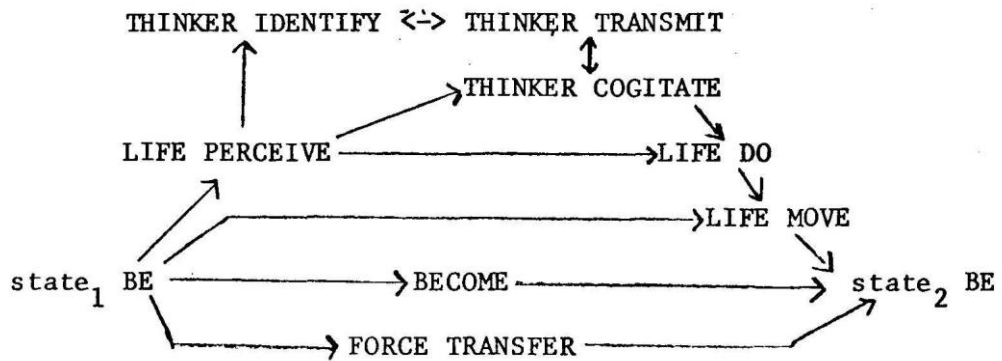 THINKER IDENTIFY <-> THINKER TRANSMIT
THINKER COGITATE
LIFE PERCEIVE LIFE DO
LIFE MOVE
state₁ BE BECOME state₂ BE
FORCE TRANSFER